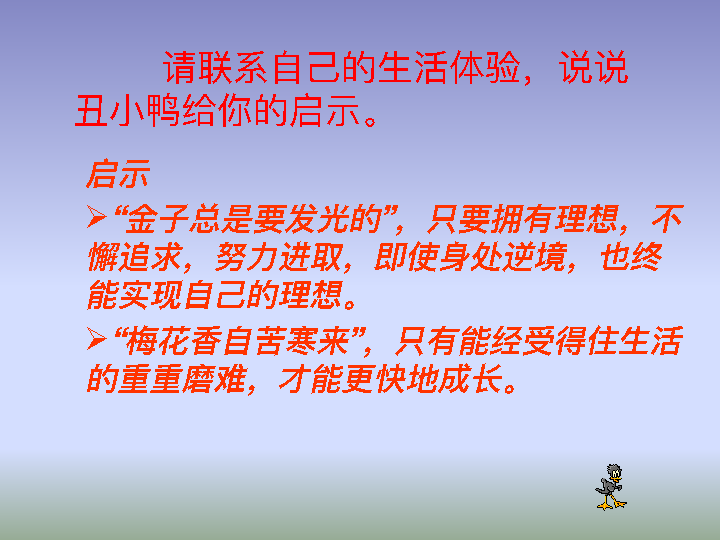 请联系自己的生活体验，说说
丑小鸭给你的启示。
启示
➢“金子总是要发光的”，只要拥有理想，不
懈追求，努力进取，即使身处逆境，也终
能实现自己的理想。
➢“梅花香自苦寒来”，只有能经受得住生活
的重重磨难，才能更快地成长。